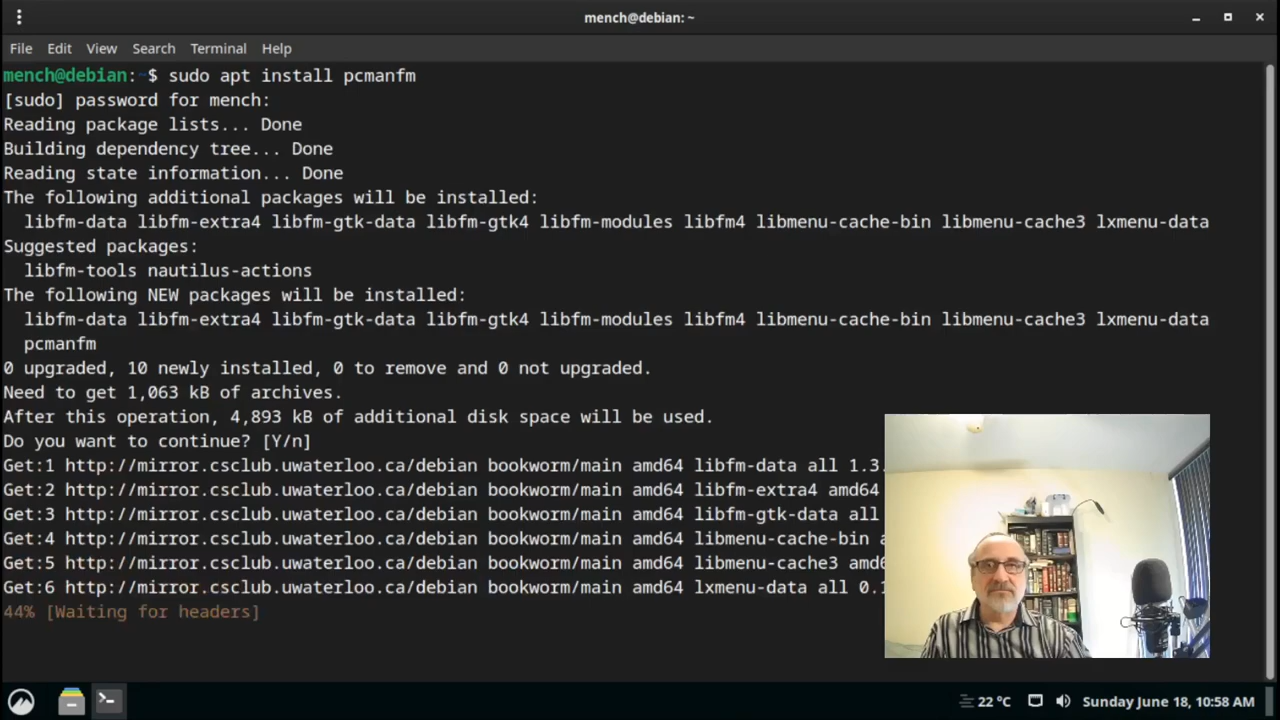 mench@debian: ~
File Edit View Search Terminal Help
mench@debian:~$ sudo apt install pcmanfm
[sudo] password for mench:
Reading package lists... Done
Building dependency tree... Done
Reading state information... Done
The following additional packages will be installed:
libfm-data libfm-extra4 libfm-gtk-data libfm-gtk4 libfm-modules libfm4 libmenu-cache-bin libmenu-cache3 lxmenu-data
Suggested packages:
libfm-tools nautilus-actions
The following NEW packages will be installed:
libfm-data libfm-extra4 libfm-gtk-data libfm-gtk4 libfm-modules libfm4 libmenu-cache-bin libmenu-cache3 lxmenu-data
pcmanfm
0 upgraded, 10 newly installed, 0 to remove and 0 not upgraded.
Need to get 1,063 kB of archives.
After this operation, 4,893 kB of additional disk space will be used.
Do you want to continue? [Y/n]
Get:1 http://mirror.csclub.uwaterloo.ca/debian bookworm/main amd64 libfm-data all 1.3.
Get:2 http://mirror.csclub.uwaterloo.ca/debian bookworm/main amd64 libfm-extra4 amd64
Get:3 http://mirror.csclub.uwaterloo.ca/debian bookworm/main amd64 libfm-gtk-data all
Get:4 http://mirror.csclub.uwaterloo.ca/debian bookworm/main amd64 libmenu-cache-bin a
Get:5 http://mirror.csclub.uwaterloo.ca/debian bookworm/main amd64 libmenu-cache3 amd6
Get:6 http://mirror.csclub.uwaterloo.ca/debian bookworm/main amd64 lxmenu-data all 0.1
44% [Waiting for headers]
22 °C Sunday June 18, 10:58 AM